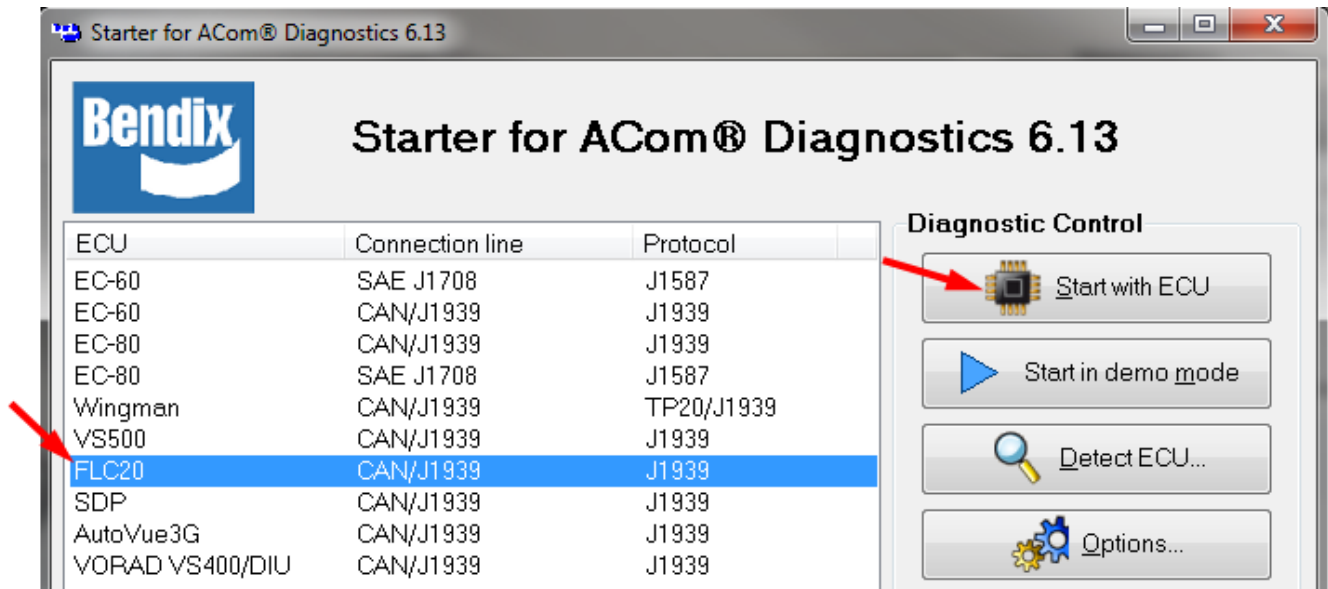 Starter for ACom® Diagnostics 6.13
Bendix
Starter for ACom® Diagnostics 6.13
ECU Connection line Protocol
EC-60 SAE J1708 J1587
EC-60 CAN/J1939 J1939
EC-80 CAN/J1939 J1939
EC-80 SAE J1708 J1587
Wingman CAN/J1939 TP20/J1939
VS500 CAN/J1939 J1939
FLC20 CAN/J1939 J1939
SDP CAN/J1939 J1939
AutoVue3G CAN/J1939 J1939
VORAD VS400/DIU CAN/J1939 J1939
Diagnostic Control
Start with ECU
Start in demo mode
Detect ECU...
Options...